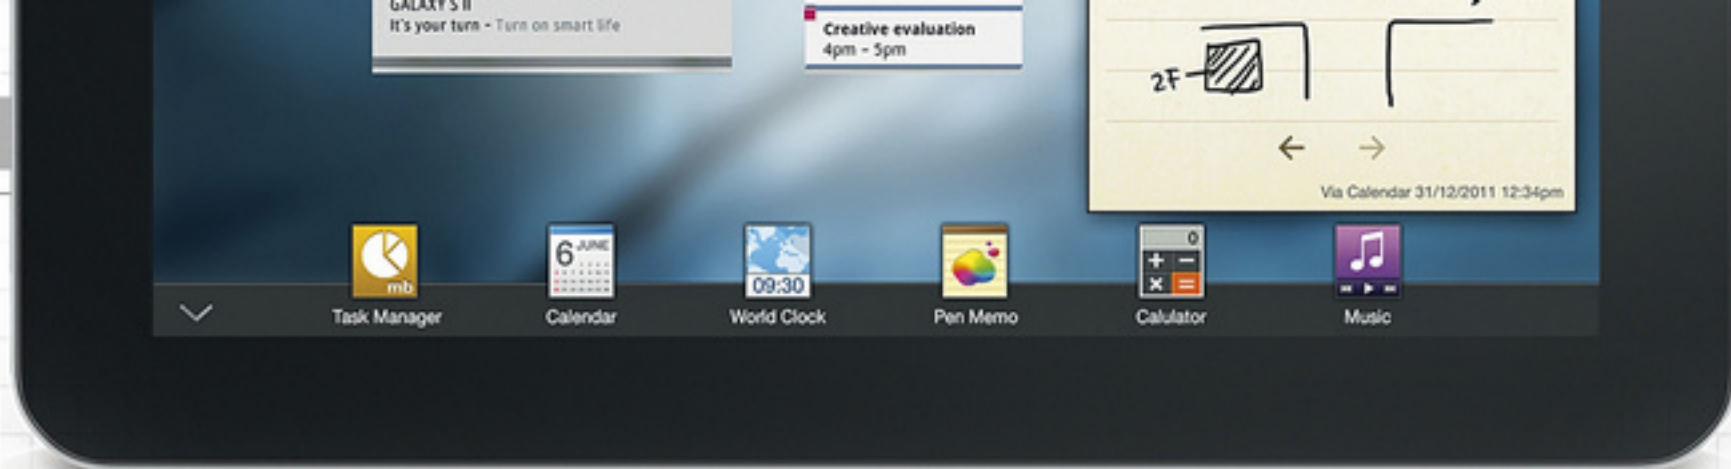 GALAXY S II
It's your turn - Turn on smart life
Creative evaluation
4pm - 5pm
2F
Via Calendar 31/12/2011 12:34pm
mb
6 JUNE
09:30
0
+ -
× =
Task Manager
Calendar
World Clock
Pen Memo
Calulator
Music